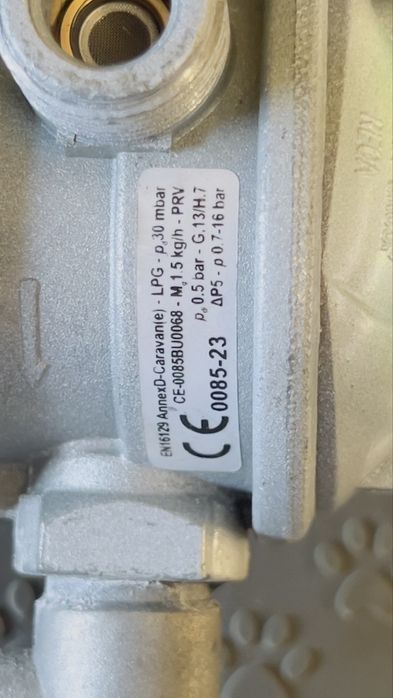 EN16129 AnnexD-Caravan(e) - LPG - pd 30 mbar
CE-0085BU0068 - Mg 1.5 kg/h - PRV
pd 0.5 bar - G.13/H.7
CE 0085-23 ΔP5 - p 0.7-16 bar